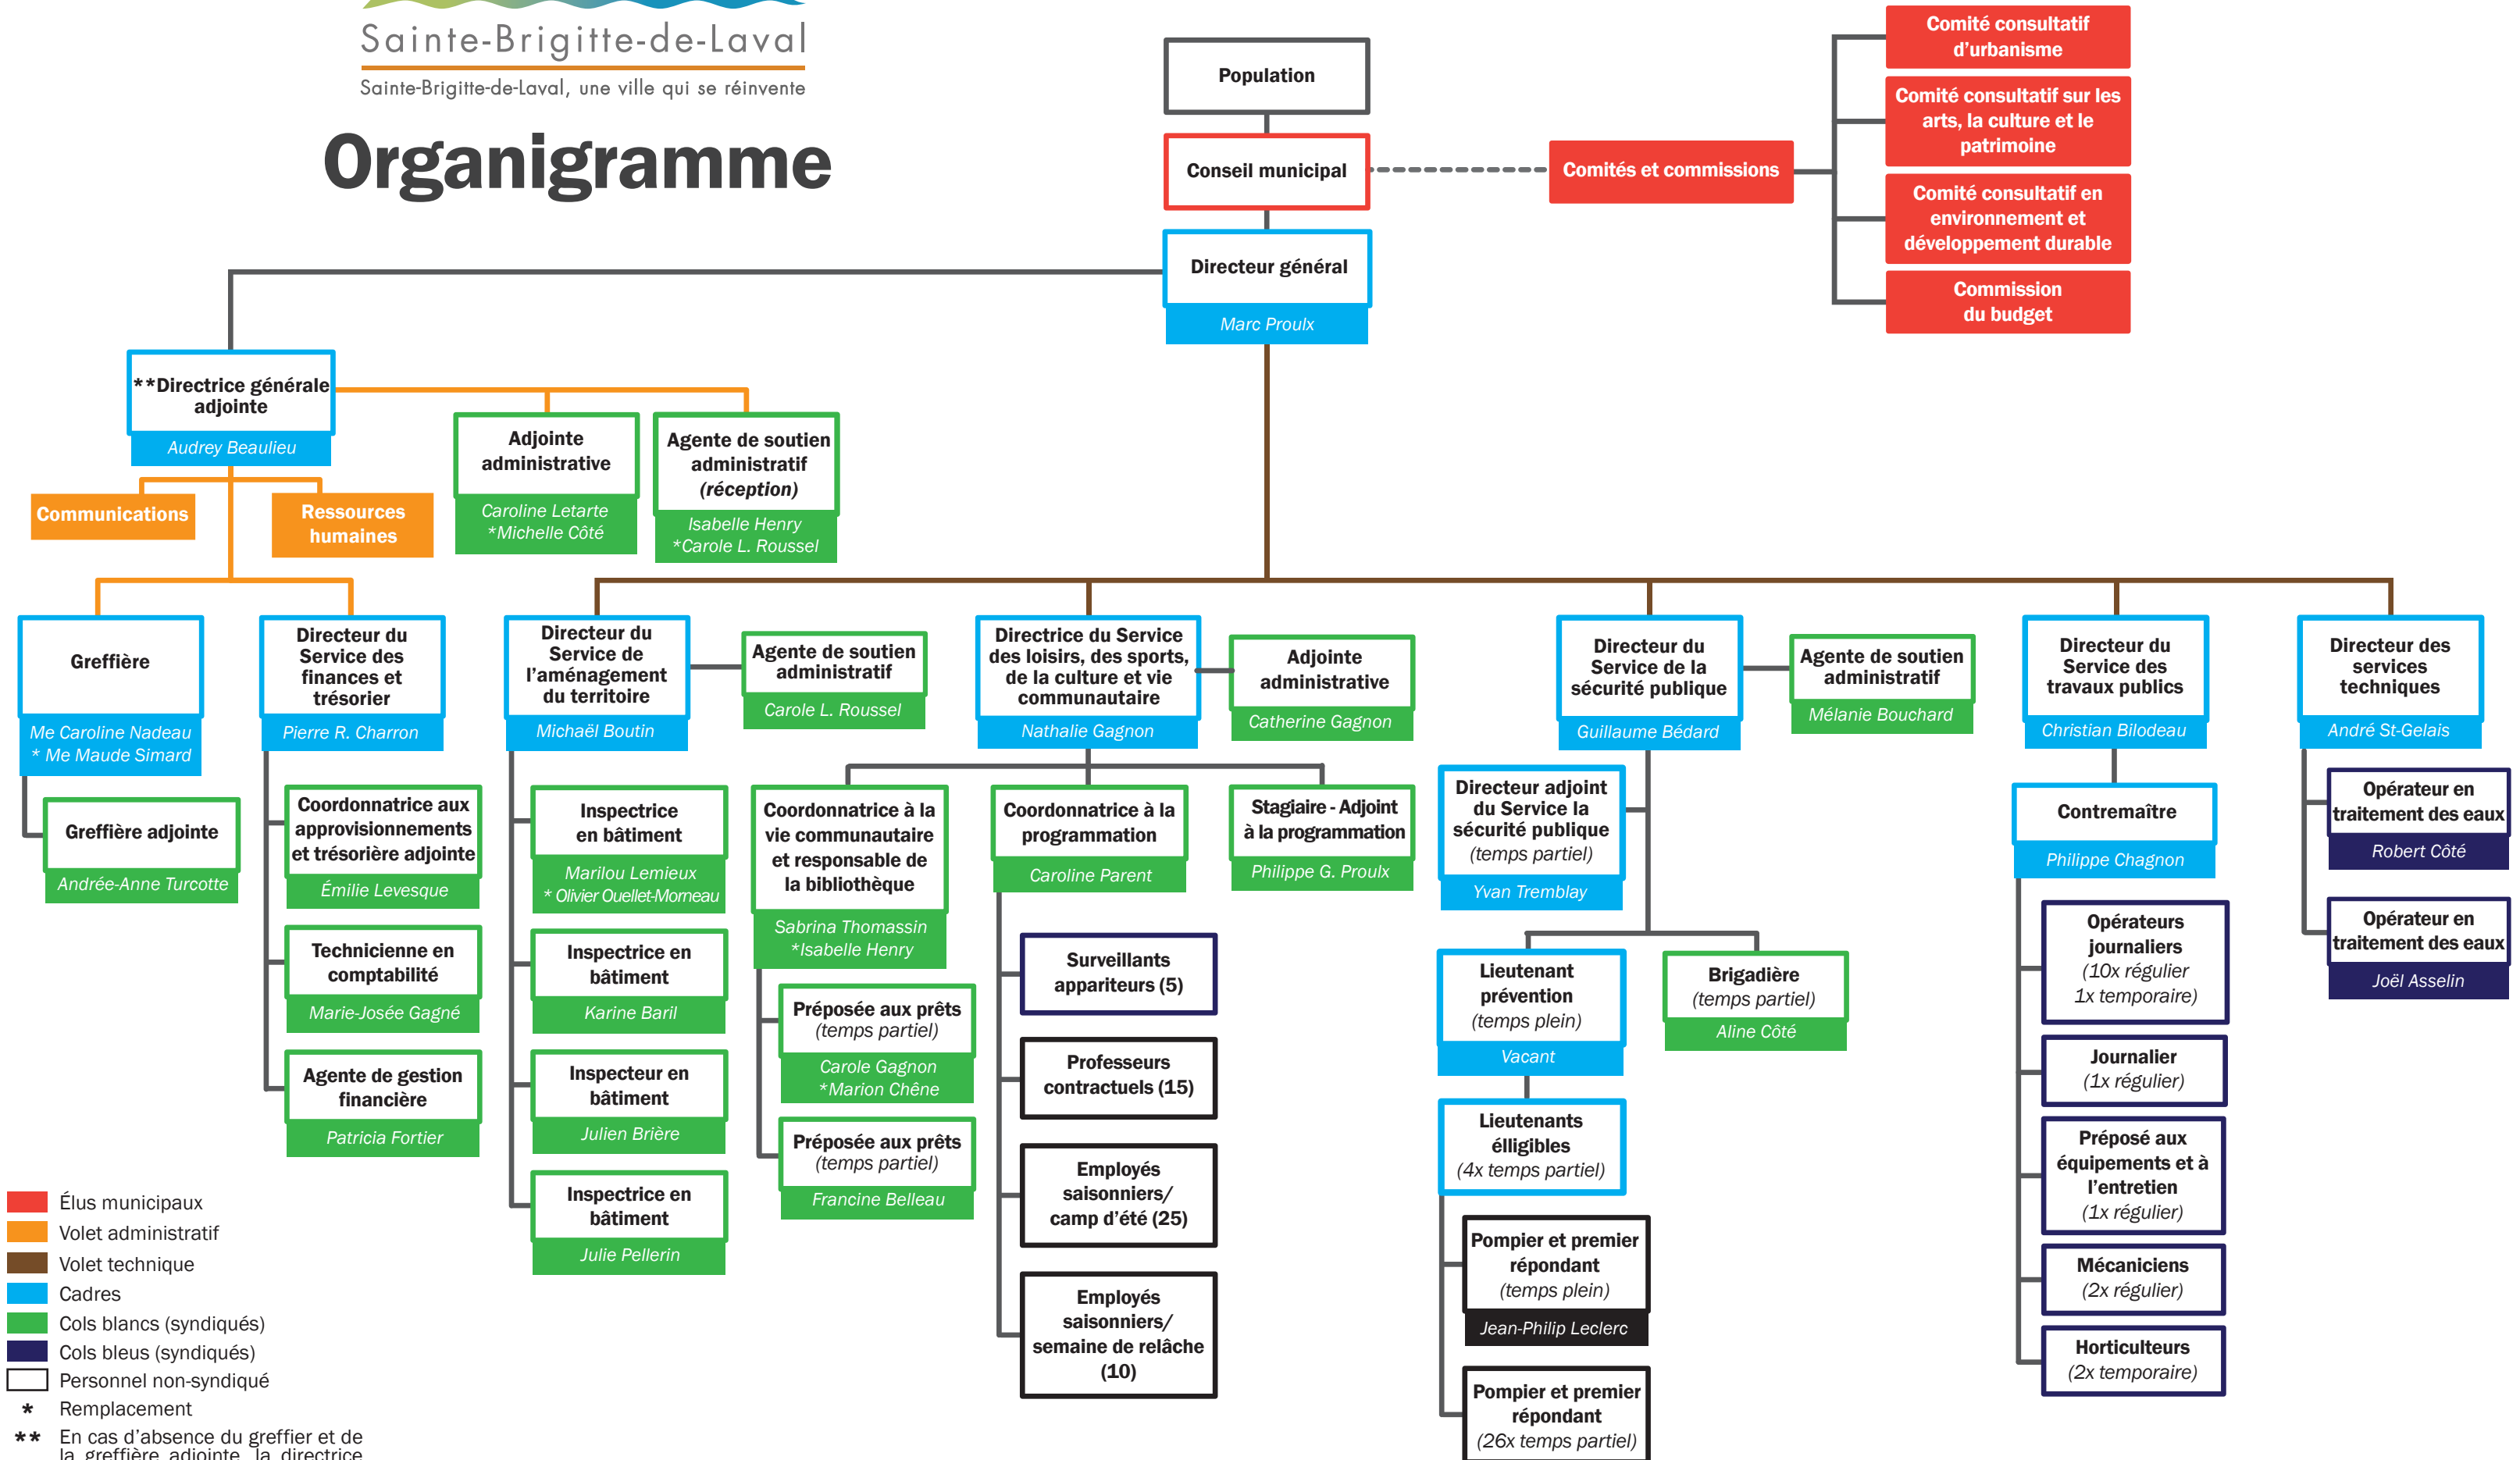 Sainte-Brigitte-de-Laval
Sainte-Brigitte-de-Laval, une ville qui se réinvente
Organigramme
Population
Conseil municipal
Comités et commissions
Comité consultatif
d'urbanisme
Comité consultatif sur les
arts, la culture et le
patrimoine
Comité consultatif en
environnement et
développement durable
Commission
du budget
Directeur général
Marc Proulx
**Directrice générale
adjointe
Audrey Beaulieu
Adjointe
administrative
Caroline Letarte
*Michelle Côté
Agente de soutien
administratif
(réception)
Isabelle Henry
*Carole L. Roussel
Communications
Ressources
humaines
Greffière
Me Caroline Nadeau
* Me Maude Simard
Greffière adjointe
Andrée-Anne Turcotte
Directeur du
Service des
finances et
trésorier
Pierre R. Charron
Coordonnatrice aux
approvisionnements
et trésorière adjointe
Émilie Levesque
Technicienne en
comptabilité
Marie-Josée Gagné
Agente de gestion
financière
Patricia Fortier
Directeur du
Service de
l'aménagement
du territoire
Michaël Boutin
Agente de soutien
administratif
Carole L. Roussel
Inspectrice
en bâtiment
Marilou Lemieux
* Olivier Ouellet-Morneau
Inspectrice en
bâtiment
Karine Baril
Inspecteur en
bâtiment
Julien Brière
Inspectrice en
bâtiment
Julie Pellerin
Directrice du Service
des loisirs, des sports,
de la culture et vie
communautaire
Nathalie Gagnon
Adjointe
administrative
Catherine Gagnon
Coordonnatrice à la
vie communautaire
et responsable de
la bibliothèque
Sabrina Thomassin
*Isabelle Henry
Préposée aux prêts
(temps partiel)
Carole Gagnon
*Marion Chêne
Préposée aux prêts
(temps partiel)
Francine Belleau
Coordonnatrice à la
programmation
Caroline Parent
Surveillants
appariteurs (5)
Professeurs
contractuels (15)
Employés
saisonniers/
camp d'été (25)
Employés
saisonniers/
semaine de relâche
(10)
Stagiaire - Adjoint
à la programmation
Philippe G. Proulx
Directeur du
Service de la
sécurité publique
Guillaume Bédard
Agente de soutien
administratif
Mélanie Bouchard
Directeur adjoint
du Service la
sécurité publique
(temps partiel)
Yvan Tremblay
Lieutenant
prévention
(temps plein)
Vacant
Brigadière
(temps partiel)
Aline Côté
Lieutenants
élligibles
(4x temps partiel)
Pompier et premier
répondant
(temps plein)
Jean-Philip Leclerc
Pompier et premier
répondant
(26x temps partiel)
Directeur du
Service des
travaux publics
Christian Bilodeau
Contremaître
Philippe Chagnon
Opérateurs
journaliers
(10x régulier
1x temporaire)
Journalier
(1x régulier)
Préposé aux
équipements et à
l'entretien
(1x régulier)
Mécaniciens
(2x régulier)
Horticulteurs
(2x temporaire)
Directeur des
services
techniques
André St-Gelais
Opérateur en
traitement des eaux
Robert Côté
Opérateur en
traitement des eaux
Joël Asselin
Élus municipaux
Volet administratif
Volet technique
Cadres
Cols blancs (syndiqués)
Cols bleus (syndiqués)
Personnel non-syndiqué
* Remplacement
** En cas d'absence du greffier et de
la greffière adjointe, la directrice